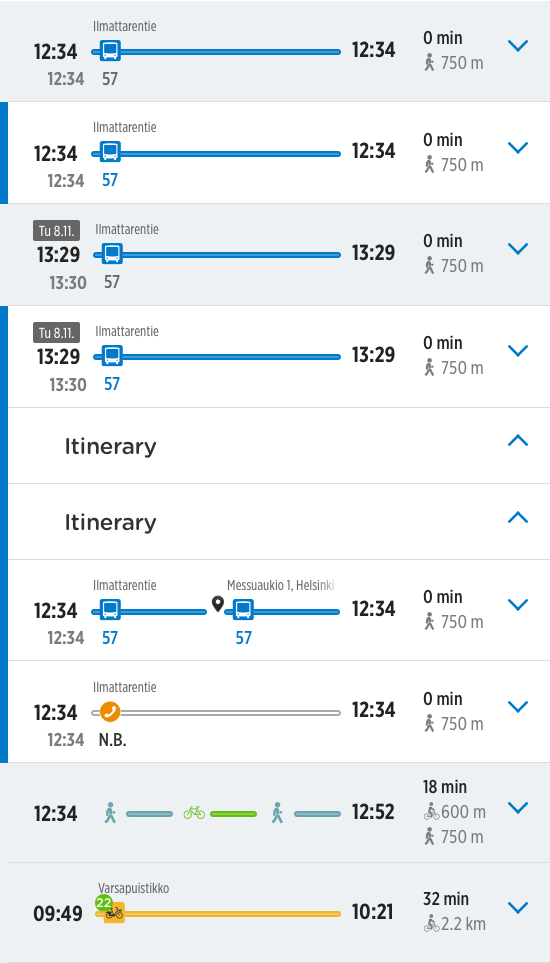 Ilmattarentie
12:34 12:34 0 min
12:34 57 750 m
Ilmattarentie
12:34 12:34 0 min
12:34 57 750 m
Tu 8.11. Ilmattarentie
13:29 13:29 0 min
13:30 57 750 m
Tu 8.11. Ilmattarentie
13:29 13:29 0 min
13:30 57 750 m
Itinerary
Itinerary
Ilmattarentie Messuaukio 1, Helsinki
12:34 12:34 0 min
12:34 57 57 750 m
Ilmattarentie
12:34 12:34 0 min
12:34 N.B. 750 m
18 min
12:34 12:52 600 m
750 m
Varsapuistikko
22 32 min
09:49 10:21 2.2 km